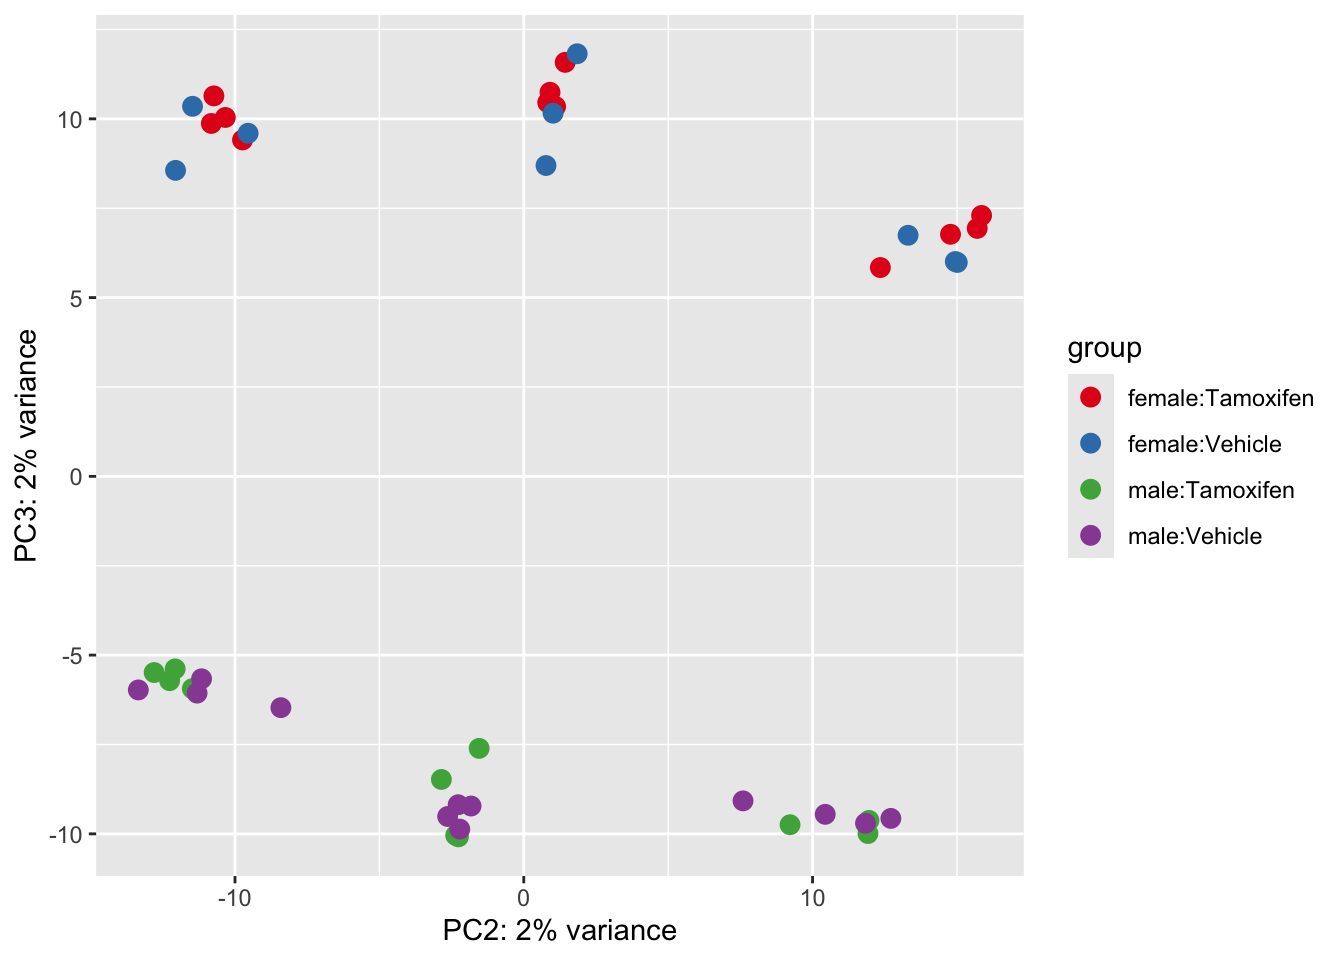 10
5
0
-5
-10
-10
0
10
PC2: 2% variance
PC3: 2% variance
group
female:Tamoxifen
female:Vehicle
male:Tamoxifen
male:Vehicle